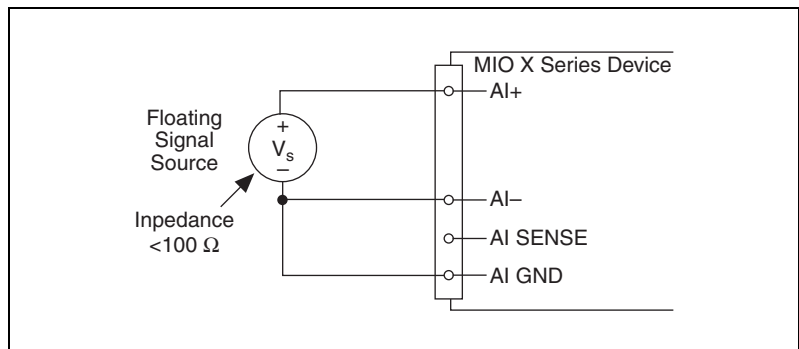 MIO X Series Device
AI+
Floating
Signal
Source
+
Vs
–
Inpedance
<100 Ω
AI–
AI SENSE
AI GND